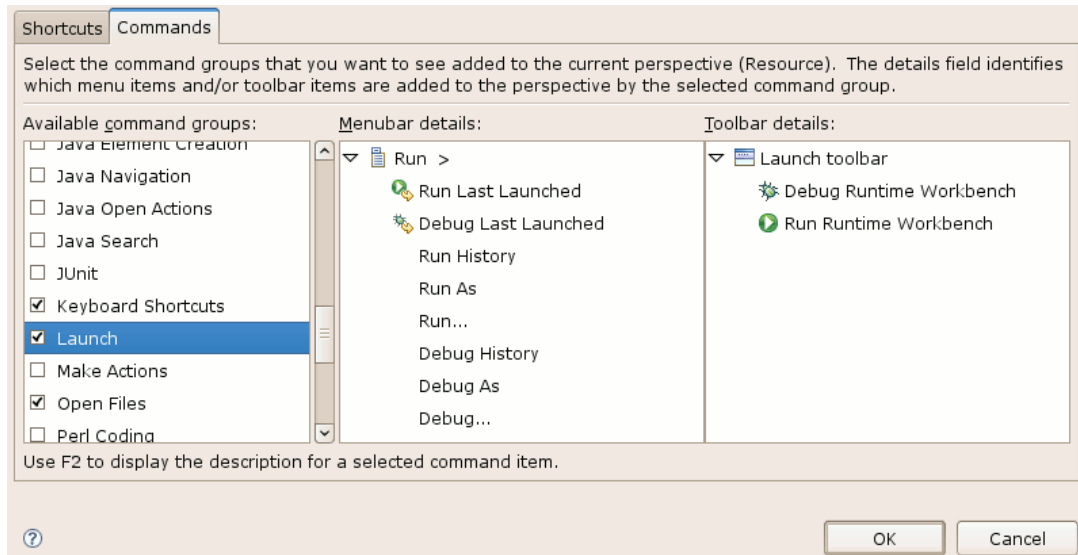 Shortcuts Commands
Select the command groups that you want to see added to the current perspective (Resource). The details field identifies
which menu items and/or toolbar items are added to the perspective by the selected command group.
Available command groups:
Java Element Creation
Java Navigation
Java Open Actions
Java Search
JUnit
Keyboard Shortcuts
Launch
Make Actions
Open Files
Perl Coding
Menubar details:
Run >
Run Last Launched
Debug Last Launched
Run History
Run As
Run...
Debug History
Debug As
Debug...
Toolbar details:
Launch toolbar
Debug Runtime Workbench
Run Runtime Workbench
Use F2 to display the description for a selected command item.
?
OK Cancel